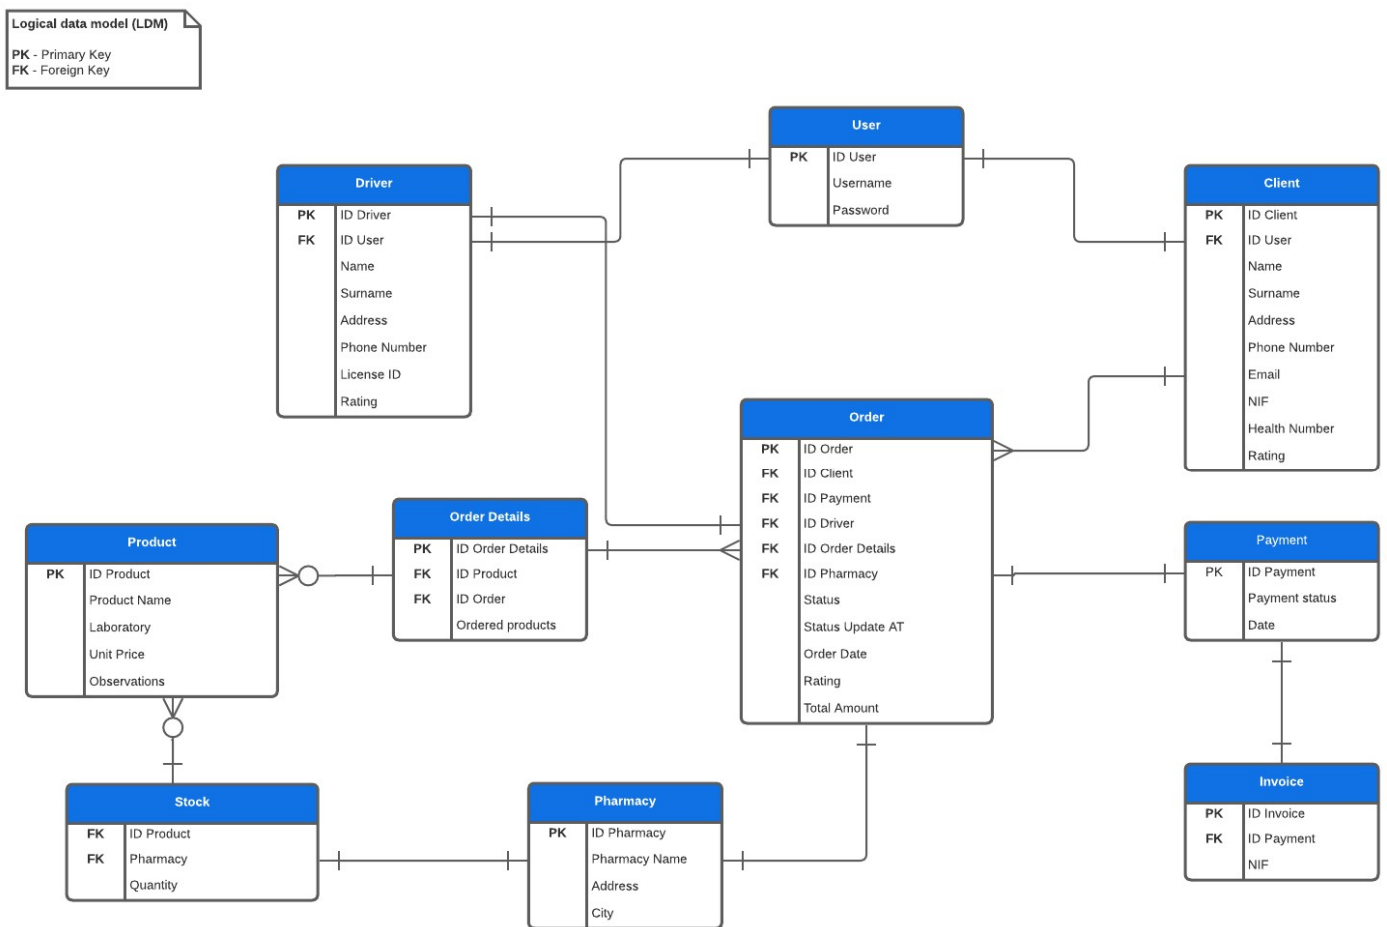 Logical data model (LDM)
PK - Primary Key
FK - Foreign Key
User
PK ID User
Username
Password
Driver
PK ID Driver
FK ID User
Name
Surname
Address
Phone Number
License ID
Rating
Client
PK ID Client
FK ID User
Name
Surname
Address
Phone Number
Email
NIF
Health Number
Rating
Order
PK ID Order
FK ID Client
FK ID Payment
FK ID Driver
FK ID Order Details
FK ID Pharmacy
Status
Status Update AT
Order Date
Rating
Total Amount
Order Details
PK ID Order Details
FK ID Product
FK ID Order
Ordered products
Product
PK ID Product
Product Name
Laboratory
Unit Price
Observations
Payment
PK ID Payment
Payment status
Date
Stock
FK ID Product
FK Pharmacy
Quantity
Pharmacy
PK ID Pharmacy
Pharmacy Name
Address
City
Invoice
PK ID Invoice
FK ID Payment
NIF